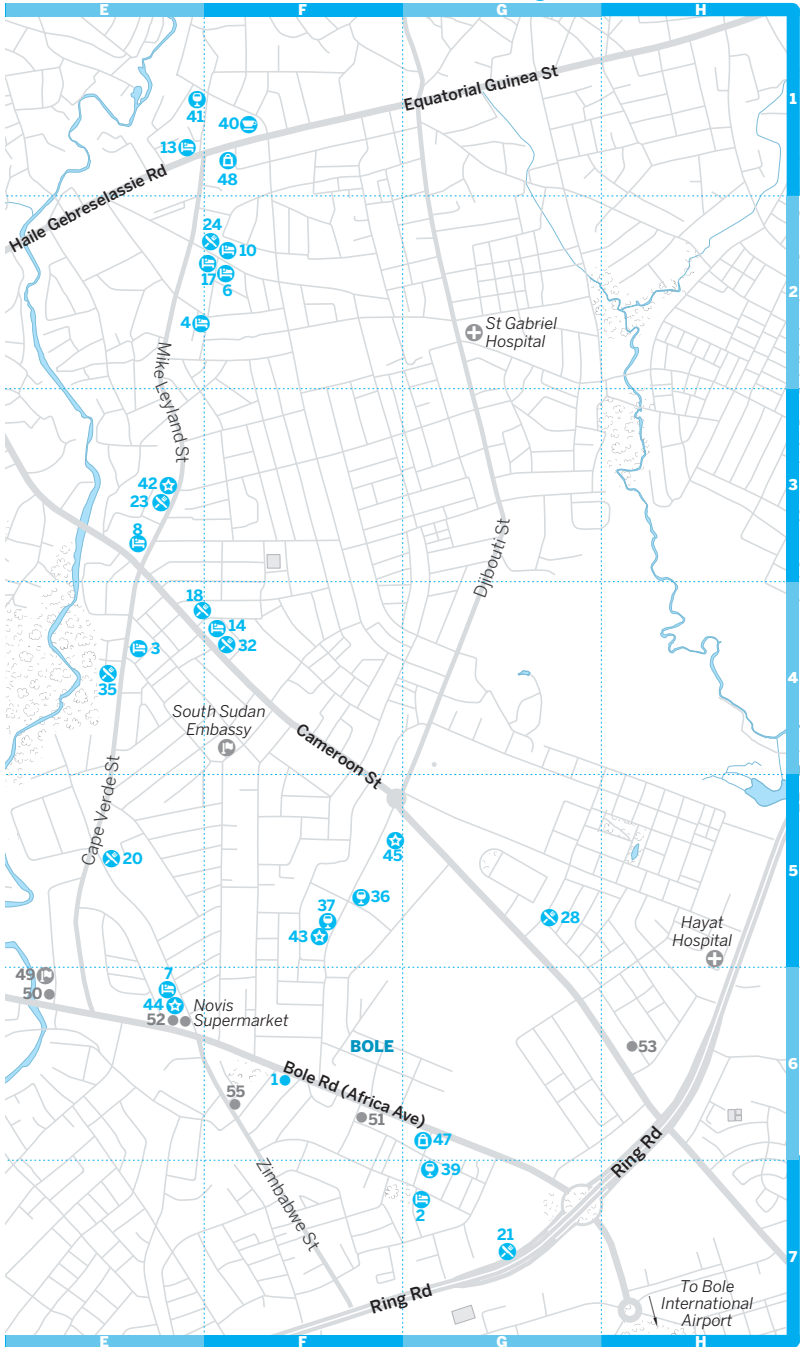 E
F
G
H
1
Equatorial Guinea St
41
40
13
48
Haile Gebreselassie Rd
24
10
17
6
2
4
St Gabriel
Hospital
Mike Leyland St
42
3
23
8
Djibouti St
18
14
32
3
35
4
South Sudan
Embassy
Cameroon St
Cape Verde St
45
20
5
36
37
28
43
Hayat
Hospital
49
7
50
44
Novis
Supermarket
52
BOLE
53
6
1
Bole Rd (Africa Ave)
55
51
47
Ring Rd
39
Zimbabwe St
2
21
7
Ring Rd
To Bole
International
Airport
E
F
G
H